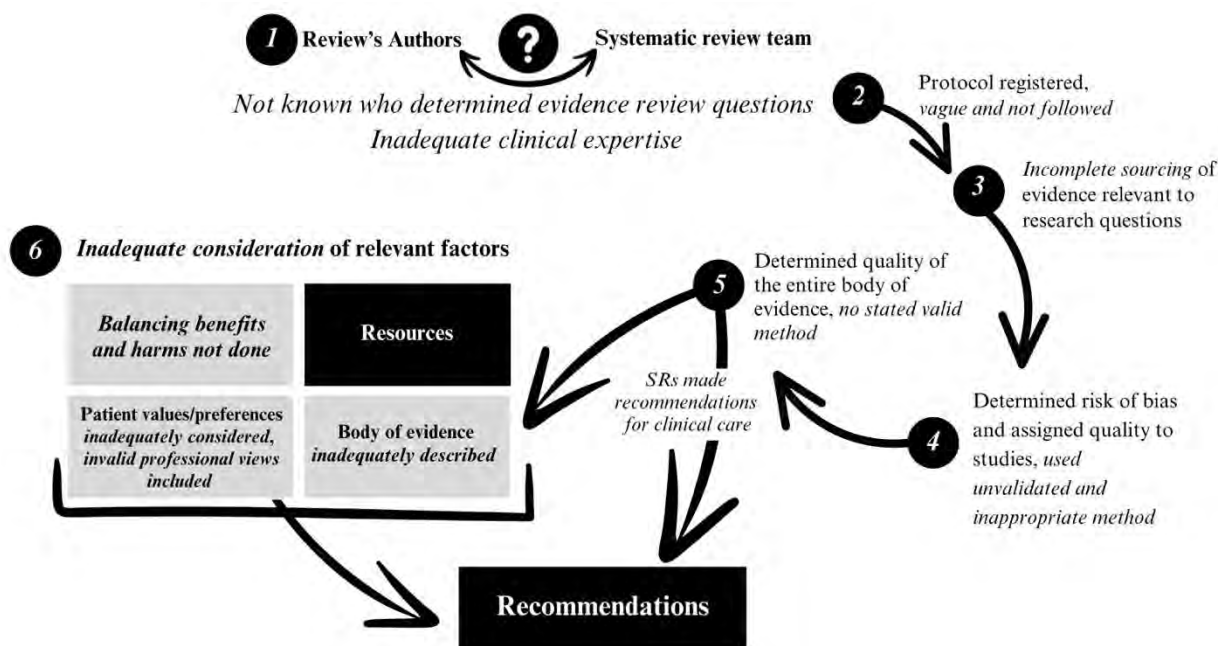 1 Review's Authors
?
Systematic review team
Not known who determined evidence review questions
Inadequate clinical expertise
2 Protocol registered,
vague and not followed
3 Incomplete sourcing of
evidence relevant to
research questions
4 Determined risk of bias
and assigned quality to
studies, used
unvalidated and
inappropriate method
5 Determined quality of
the entire body of
evidence, no stated valid
method
SRs made
recommendations
for clinical care
6 Inadequate consideration of relevant factors
Balancing benefits
and harms not done
Resources
Patient values/preferences
inadequately considered,
invalid professional views
included
Body of evidence
inadequately described
Recommendations